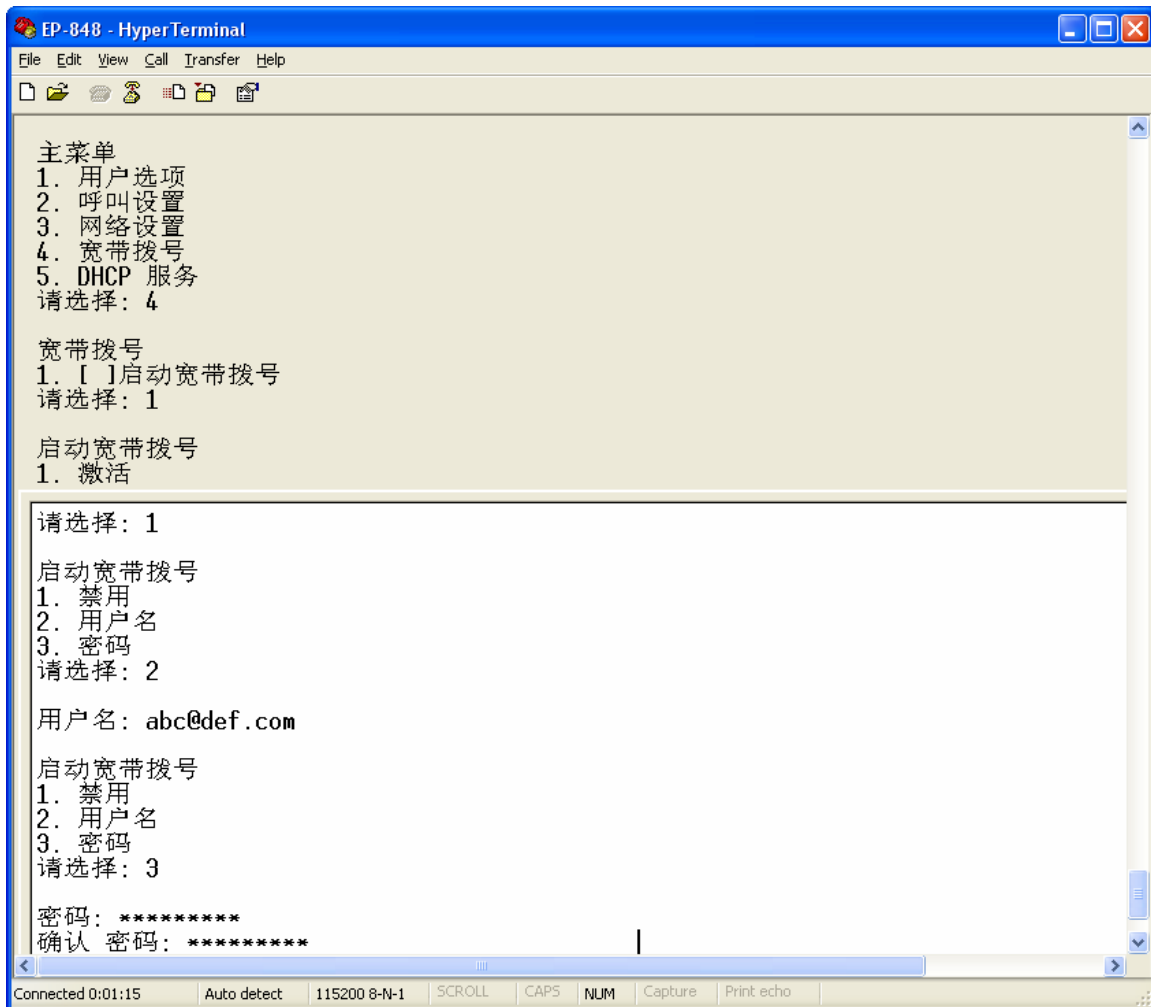 EP-848 - HyperTerminal
File Edit View Call Transfer Help
主菜单
1. 用户选项
2. 呼叫设置
3. 网络设置
4. 宽带拨号
5. DHCP 服务
请选择: 4
宽带拨号
1. [ ]启动宽带拨号
请选择: 1
启动宽带拨号
1. 激活
请选择: 1
启动宽带拨号
1. 禁用
2. 用户名
3. 密码
请选择: 2
用户名: abc@def.com
启动宽带拨号
1. 禁用
2. 用户名
3. 密码
请选择: 3
密码: *********
确认 密码: *********
Connected 0:01:15 Auto detect 115200 8-N-1 SCROLL CAPS NUM Capture Print echo